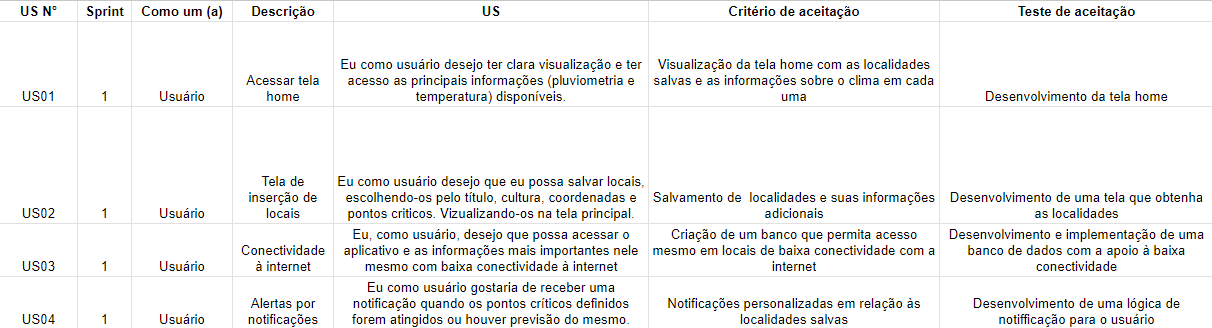 US N° Sprint Como um (a) Descrição US Critério de aceitação Teste de aceitação
US01 1 Usuário
Acessar tela
home
Eu como usuário desejo ter clara visualização e ter
acesso as principais informações (pluviometria e
temperatura) disponíveis.
Visualização da tela home com as localidades
salvas e as informações sobre o clima em cada
uma
Desenvolvimento da tela home
US02 1 Usuário
Tela de
inserção de
locais
Eu como usuário desejo que eu possa salvar locais,
escolhendo-os pelo título, cultura, coordenadas e
pontos criticos. Vizualizando-os na tela principal.
Salvamento de localidades e suas informações
adicionais
Desenvolvimento de uma tela que obtenha
as localidades
US03 1 Usuário
Conectividade
à internet
Eu, como usuário, desejo que possa acessar o
aplicativo e as informações mais importantes nele
mesmo com baixa conectividade à internet
Criação de um banco que permita acesso
mesmo em locais de baixa conectividade com a
internet
Desenvolvimento e implementação de uma
banco de dados com a apoio à baixa
conectividade
US04 1 Usuário
Alertas por
notificações
Eu como usuário gostaria de receber uma
notificação quando os pontos críticos definidos
forem atingidos ou houver previsão do mesmo.
Notificações personalizadas em relação às
localidades salvas
Desenvolvimento de uma lógica de
notifficação para o usuário